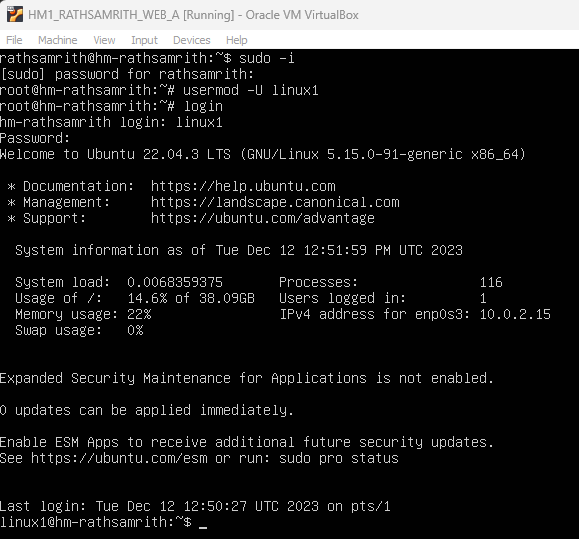 HM1_RATHSAMRITH_WEB_A [Running] - Oracle VM VirtualBox
File Machine View Input Devices Help
rathsamrith@hm-rathsamrith:~$ sudo -i
[sudo] password for rathsamrith:
root@hm-rathsamrith:~# usermod -U linux1
root@hm-rathsamrith:~# login
hm-rathsamrith login: linux1
Password:
Welcome to Ubuntu 22.04.3 LTS (GNU/Linux 5.15.0-91-generic x86_64)
* Documentation: https://help.ubuntu.com
* Management: https://landscape.canonical.com
* Support: https://ubuntu.com/advantage
System information as of Tue Dec 12 12:51:59 PM UTC 2023
System load: 0.0068359375 Processes: 116
Usage of /: 14.6% of 38.09GB Users logged in: 1
Memory usage: 22% IPv4 address for enp0s3: 10.0.2.15
Swap usage: 0%
Expanded Security Maintenance for Applications is not enabled.
0 updates can be applied immediately.
Enable ESM Apps to receive additional future security updates.
See https://ubuntu.com/esm or run: sudo pro status
Last login: Tue Dec 12 12:50:27 UTC 2023 on pts/1
linux1@hm-rathsamrith:~$ _